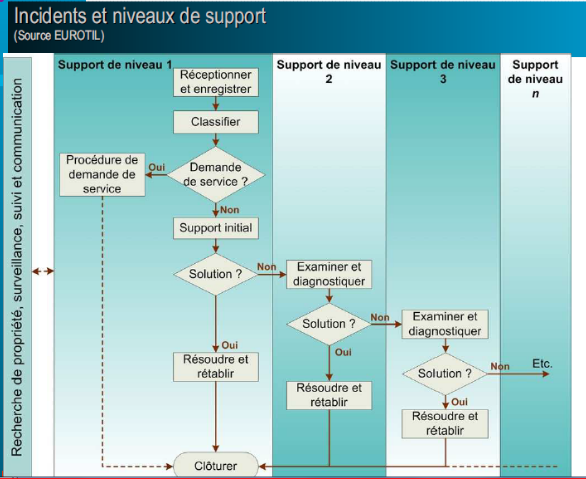 Incidents et niveaux de support
(Source EUROTIL)
Recherche de propriété, surveillance, suivi et communication
Support de niveau 1
Réceptionner
et enregistrer
Classifier
Demande
de service ?
Oui
Procédure de
demande de
service
Non
Support initial
Solution ?
Non
Oui
Résoudre et
rétablir
Clôturer
Support de niveau
2
Examiner et
diagnostiquer
Solution ?
Non
Oui
Résoudre et
rétablir
Support de niveau
3
Examiner et
diagnostiquer
Solution ?
Non
Oui
Résoudre et
rétablir
Support
de niveau
n
Etc.